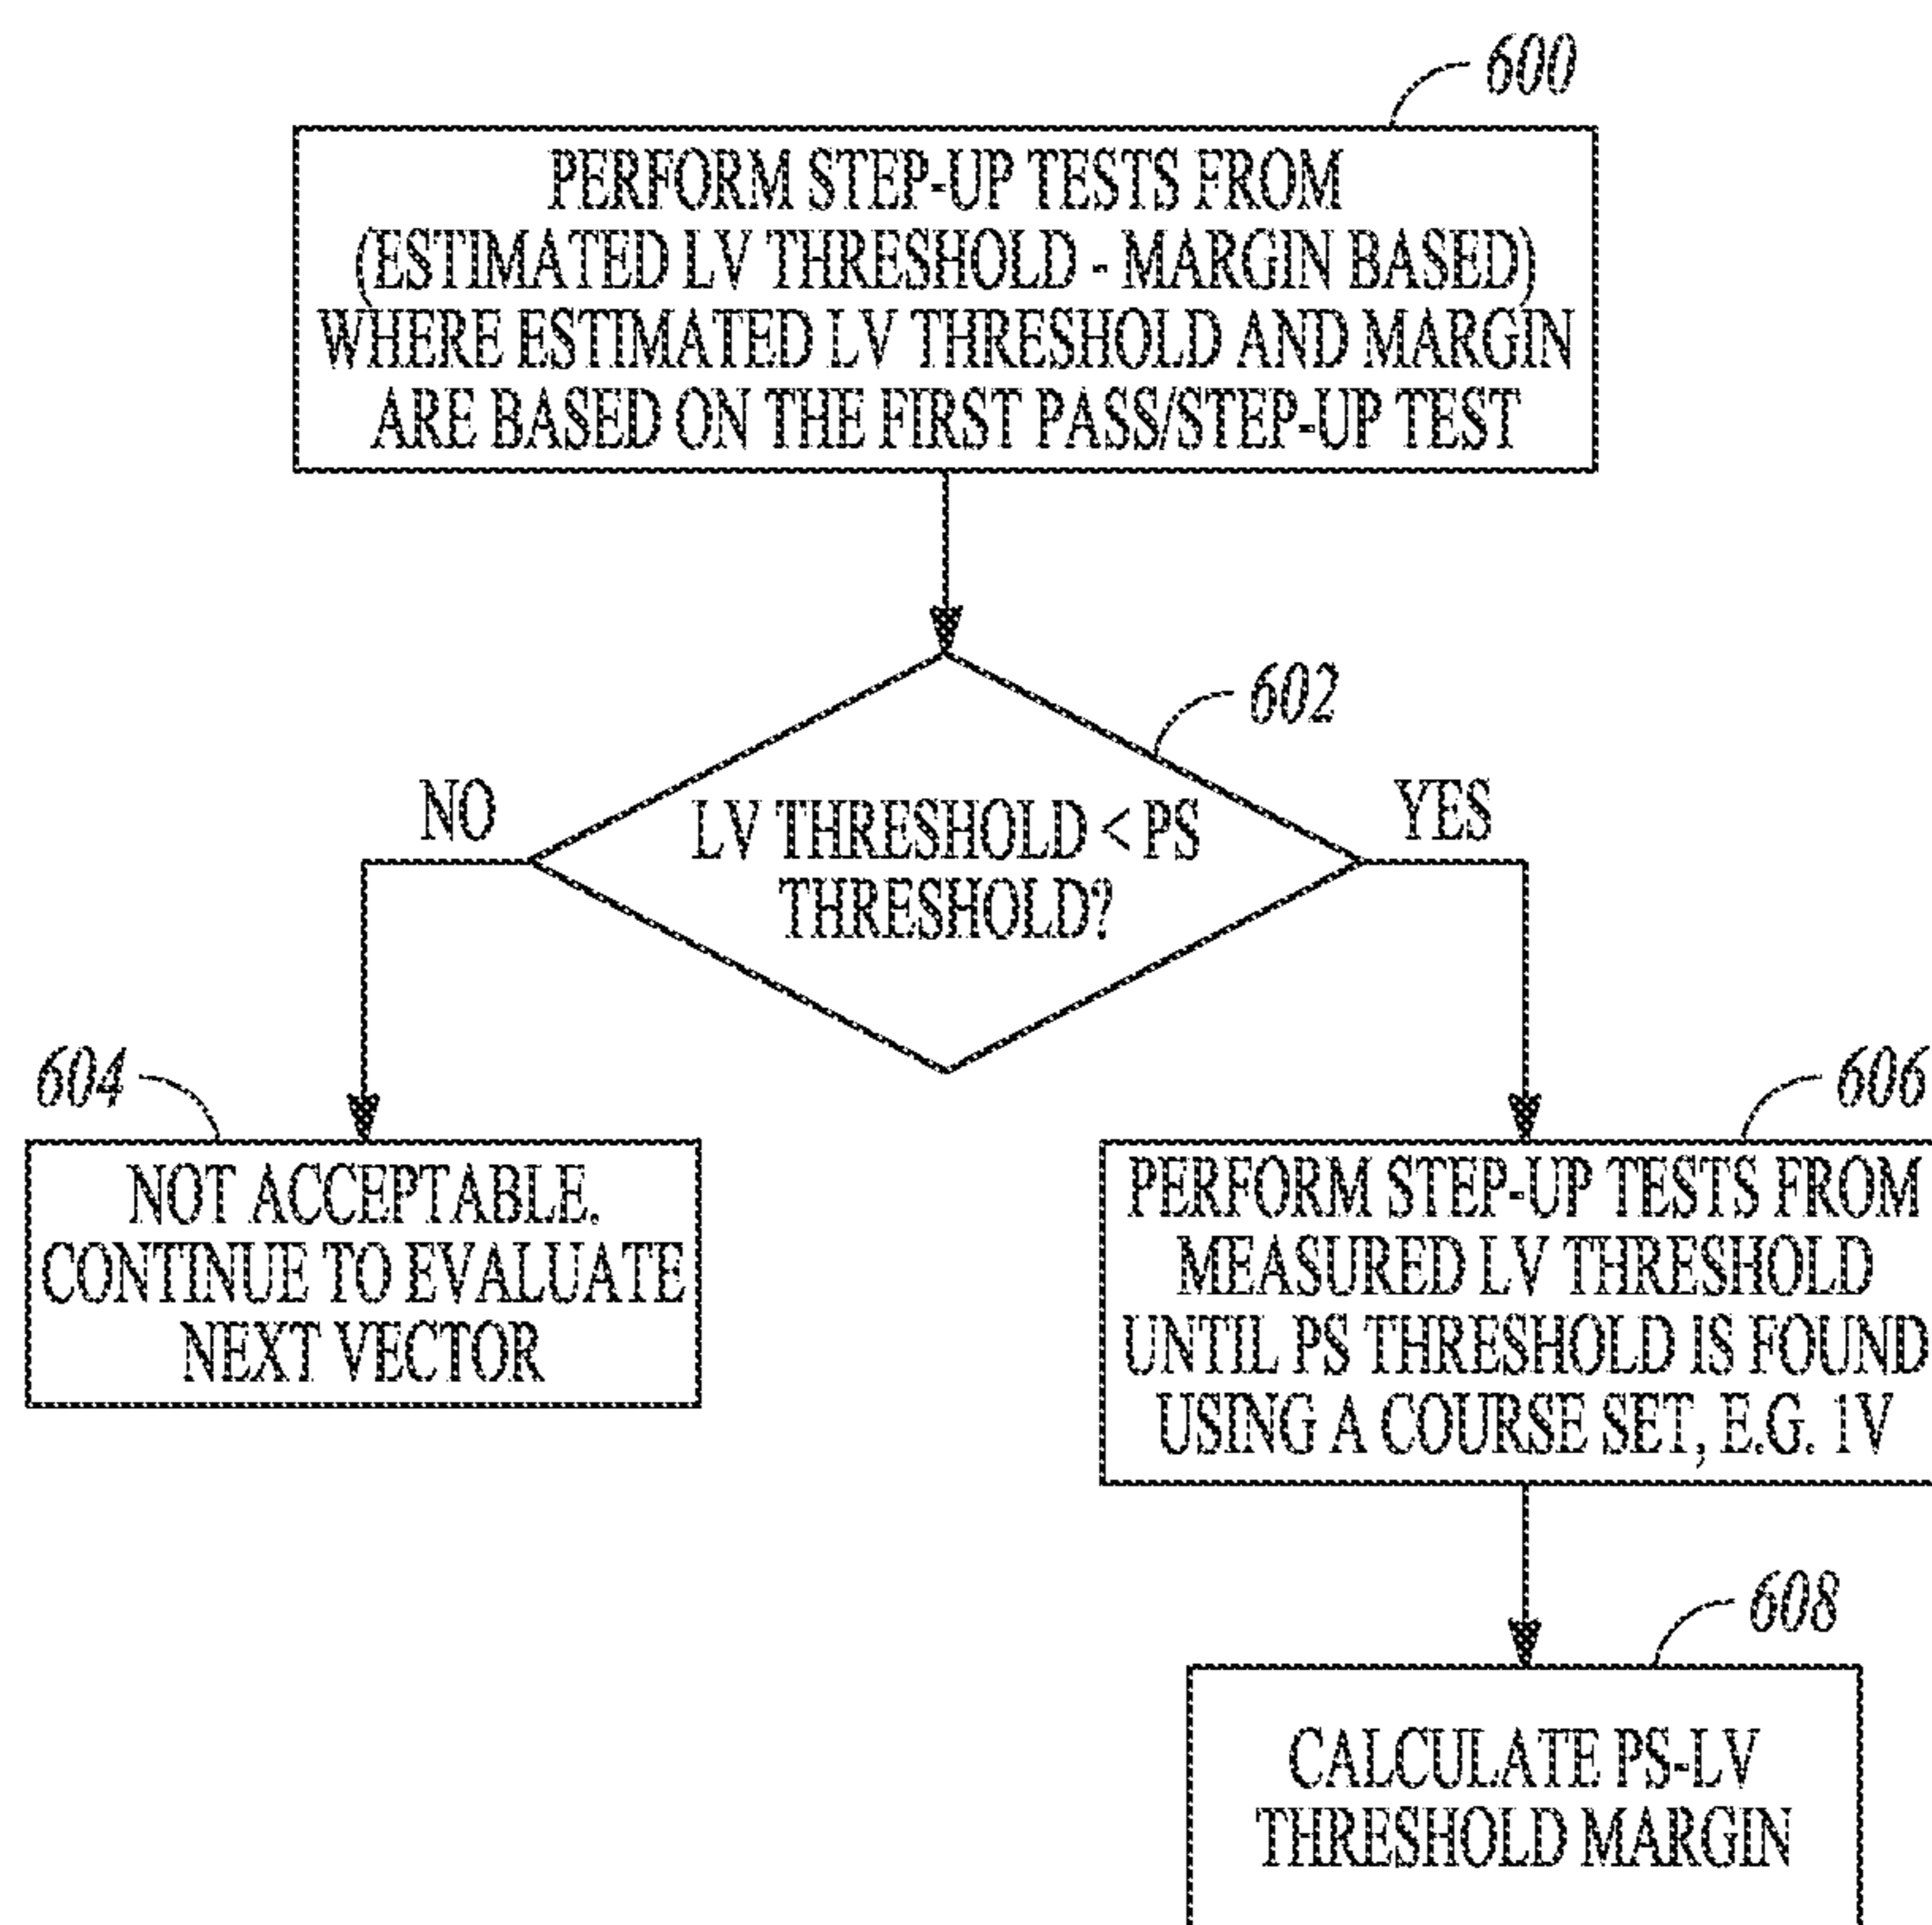 600
PERFORM STEP-UP TESTS FROM
(ESTIMATED LV THRESHOLD - MARGIN BASED)
WHERE ESTIMATED LV THRESHOLD AND MARGIN
ARE BASED ON THE FIRST PASS/STEP-UP TEST
602
NO
YES
LV THRESHOLD < PS
THRESHOLD?
604
NOT ACCEPTABLE.
CONTINUE TO EVALUATE
NEXT VECTOR
606
PERFORM STEP-UP TESTS FROM
MEASURED LV THRESHOLD
UNTIL PS THRESHOLD IS FOUND
USING A COURSE SET, E.G. 1V
608
CALCULATE PS-LV
THRESHOLD MARGIN